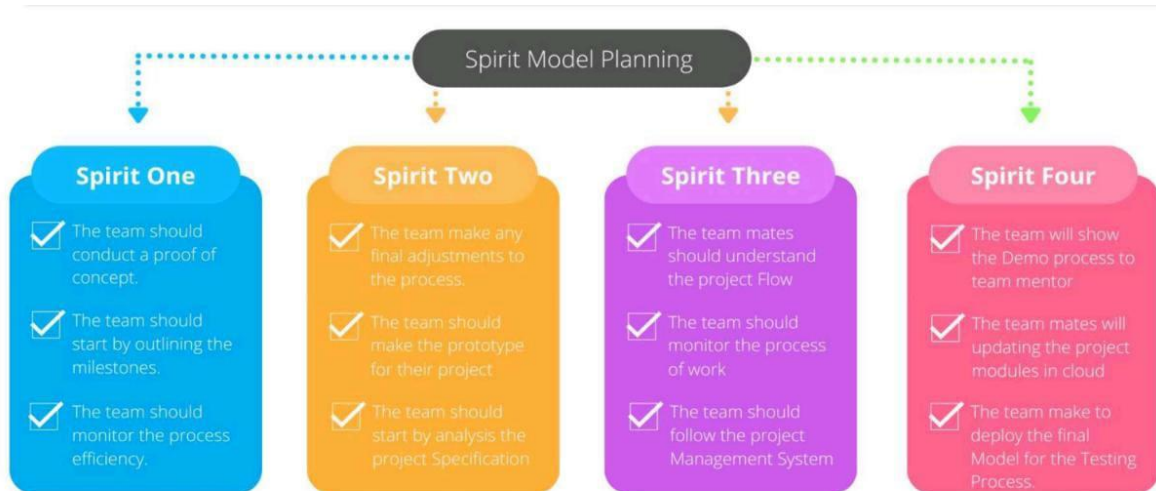 Spirit Model Planning
Spirit One
The team should
conduct a proof of
concept.
The team should
start by outlining the
milestones.
The team should
monitor the process
efficiency.
Spirit Two
The team make any
final adjustments to
the process.
The team should
make the prototype
for their project
The team should
start by analysis the
project Specification
Spirit Three
The team mates
should understand
the project Flow
The team should
monitor the process
of work
The team should
follow the project
Management System
Spirit Four
The team will show
the Demo process to
team mentor
The team mates will
updating the project
modules in cloud
The team make to
deploy the final
Model for the Testing
Process.